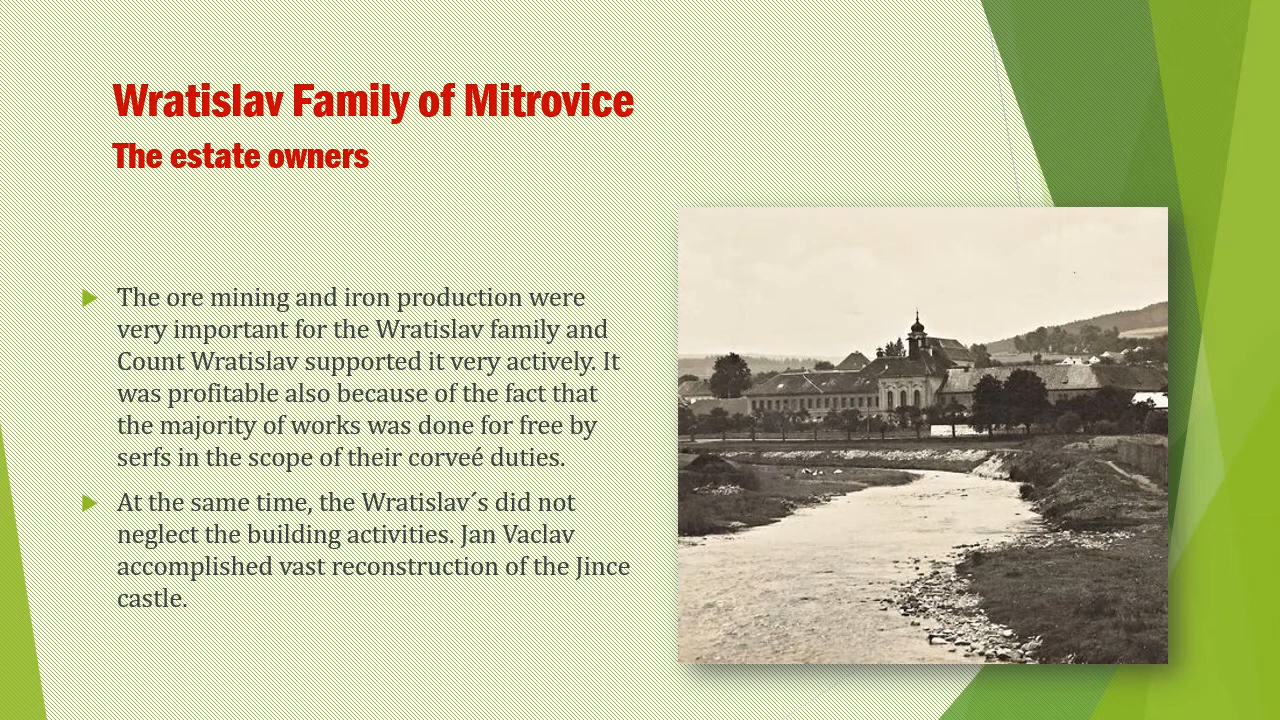 Wratislav Family of Mitrovice
The estate owners
The ore mining and iron production were
very important for the Wratislav family and
Count Wratislav supported it very actively. It
was profitable also because of the fact that
the majority of works was done for free by
serfs in the scope of their corveé duties.
At the same time, the Wratislav´s did not
neglect the building activities. Jan Vaclav
accomplished vast reconstruction of the Jince
castle.